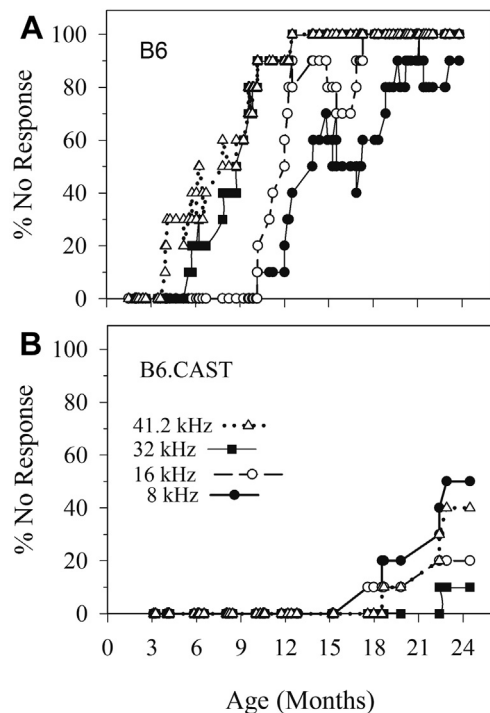 A
B6
100
80
60
40
20
0
% No Response
B
B6.CAST
41.2 kHz
32 kHz
16 kHz
8 kHz
100
80
60
40
20
0
% No Response
0 3 6 9 12 15 18 21 24
Age (Months)